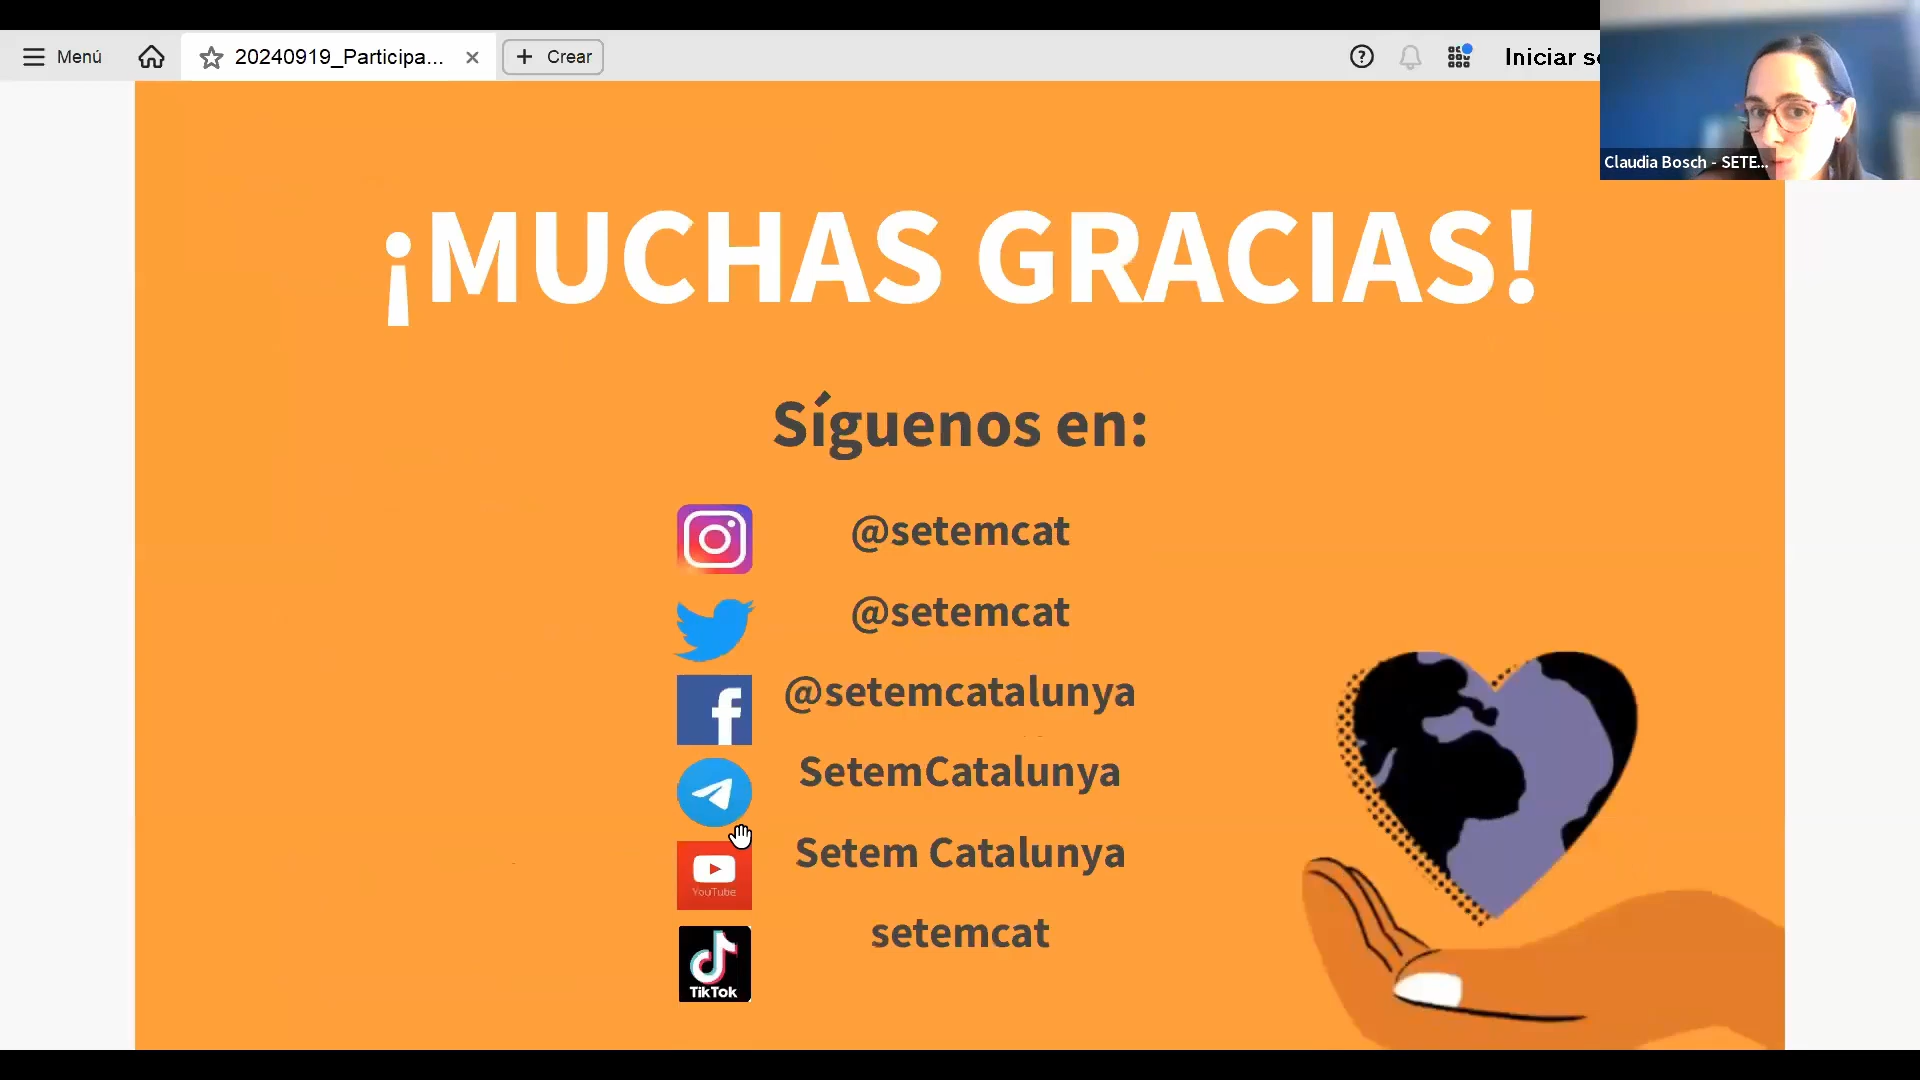 Menú
20240919_Participa...
Crear
Iniciar se
Claudia Bosch - SETE...
¡MUCHAS GRACIAS!
Síguenos en:
@setemcat
@setemcat
@setemcatalunya
SetemCatalunya
Setem Catalunya
YouTube
setemcat
TikTok